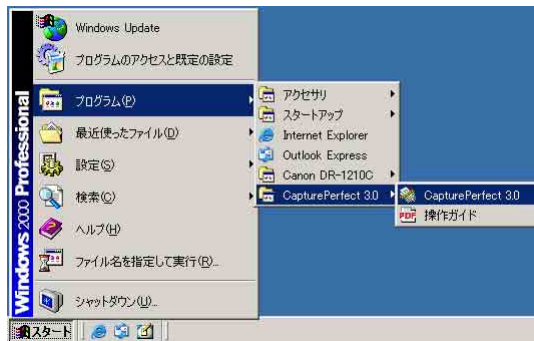 Windows 2000 Professional
Windows Update
プログラムのアクセスと既定の設定
プログラム(P)
最近使ったファイル(D)
設定(S)
検索(C)
ヘルプ(H)
ファイル名を指定して実行(R)...
シャットダウン(U)...
アクセサリ
スタートアップ
Internet Explorer
Outlook Express
Canon DR-1210C
CapturePerfect 3.0
CapturePerfect 3.0
PDF 操作ガイド
スタート